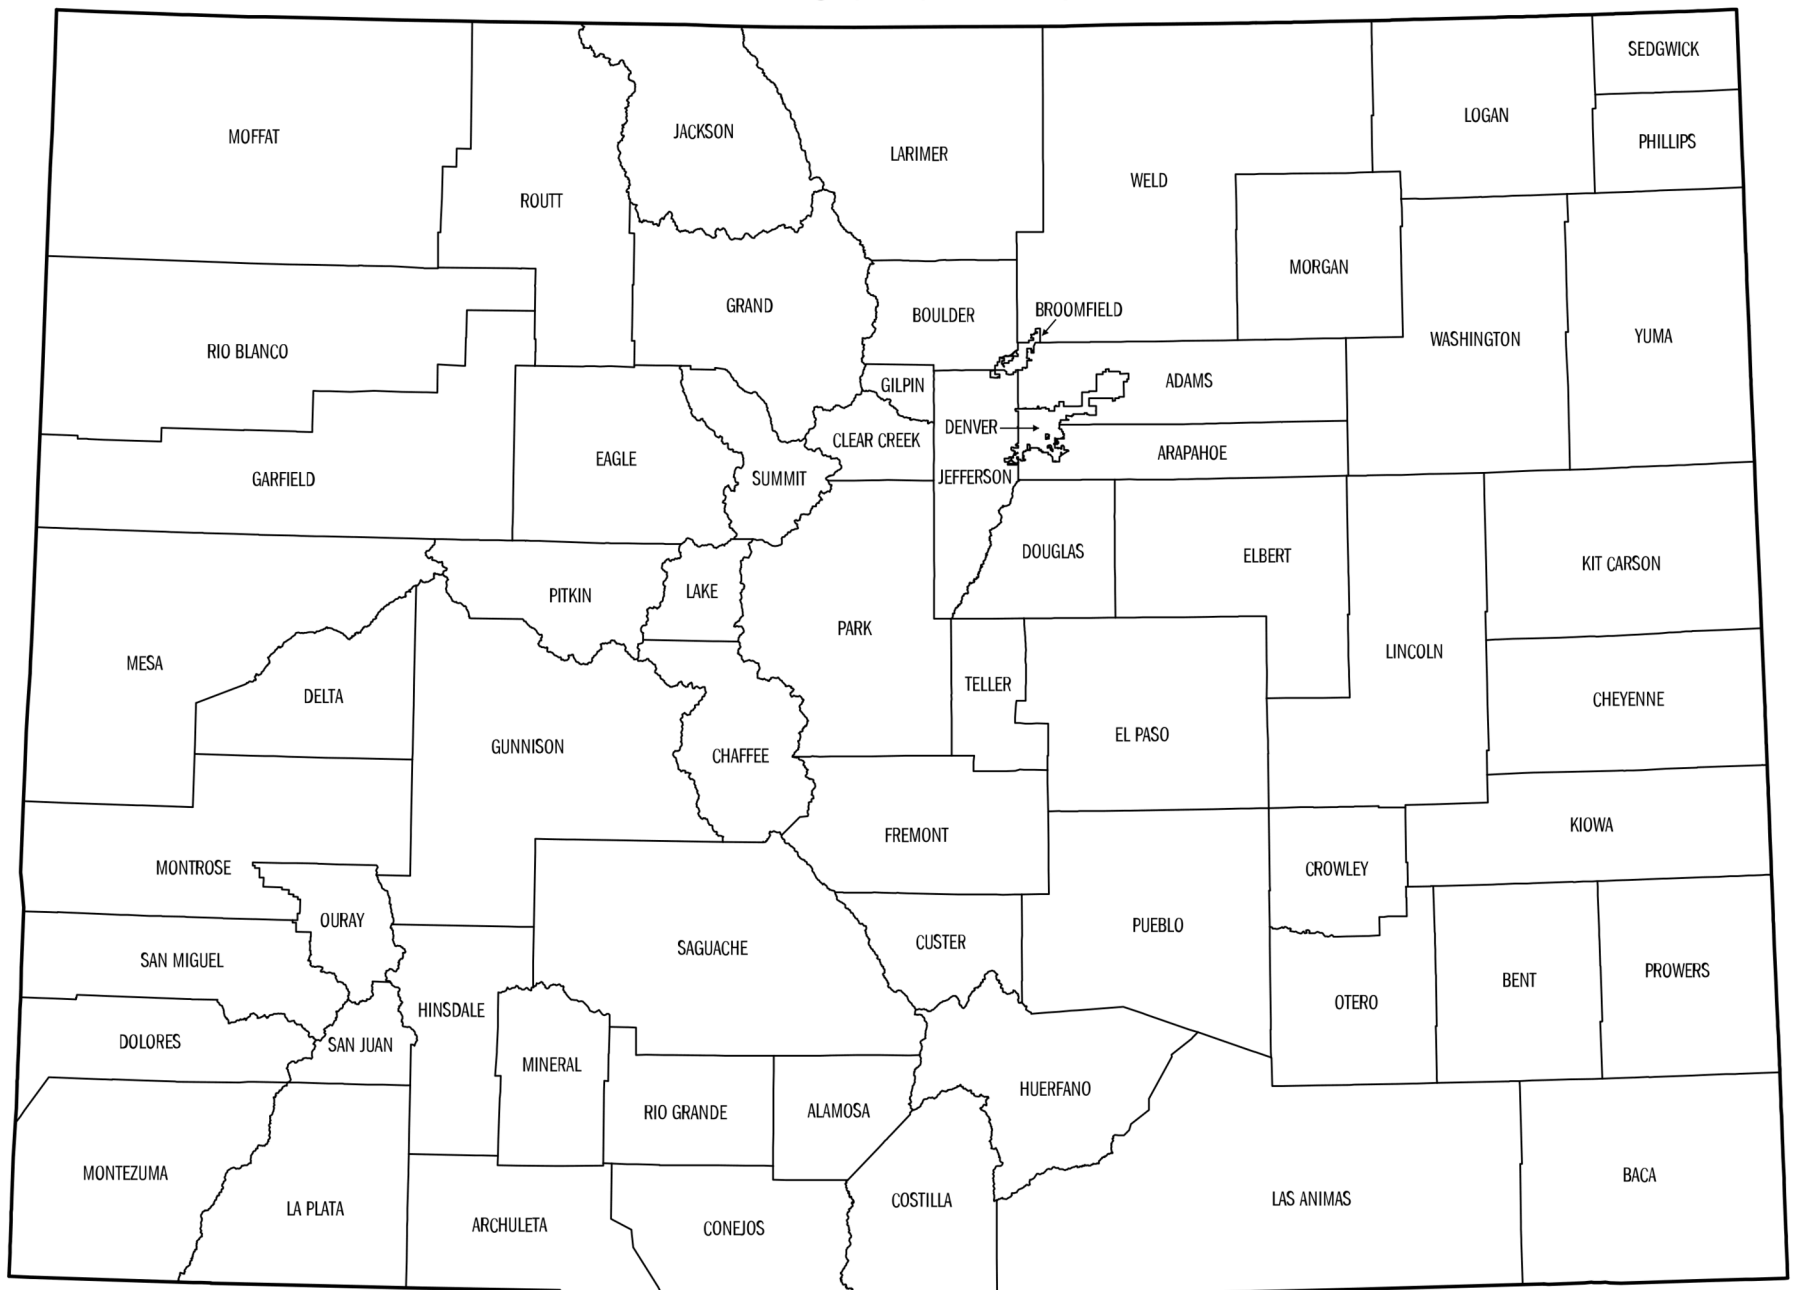 SEDGWICK
LOGAN
MOFFAT
JACKSON
PHILLIPS
LARIMER
WELD
ROUTT
MORGAN
GRAND
BROOMFIELD
BOULDER
YUMA
WASHINGTON
RIO BLANCO
ADAMS
GILPIN
DENVER
CLEAR CREEK
ARAPAHOE
EAGLE
JEFFERSON
SUMMIT
GARFIELD
DOUGLAS
ELBERT
KIT CARSON
LAKE
PITKIN
PARK
LINCOLN
MESA
TELLER
DELTA
CHEYENNE
EL PASO
GUNNISON
CHAFFEE
KIOWA
FREMONT
MONTROSE
CROWLEY
OURAY
PUEBLO
CUSTER
SAGUACHE
SAN MIGUEL
PROWERS
BENT
OTERO
HINSDALE
DOLORES
SAN JUAN
MINERAL
HUERFANO
ALAMOSA
RIO GRANDE
MONTEZUMA
BACA
LAS ANIMAS
COSTILLA
LA PLATA
ARCHULETA
CONEJOS